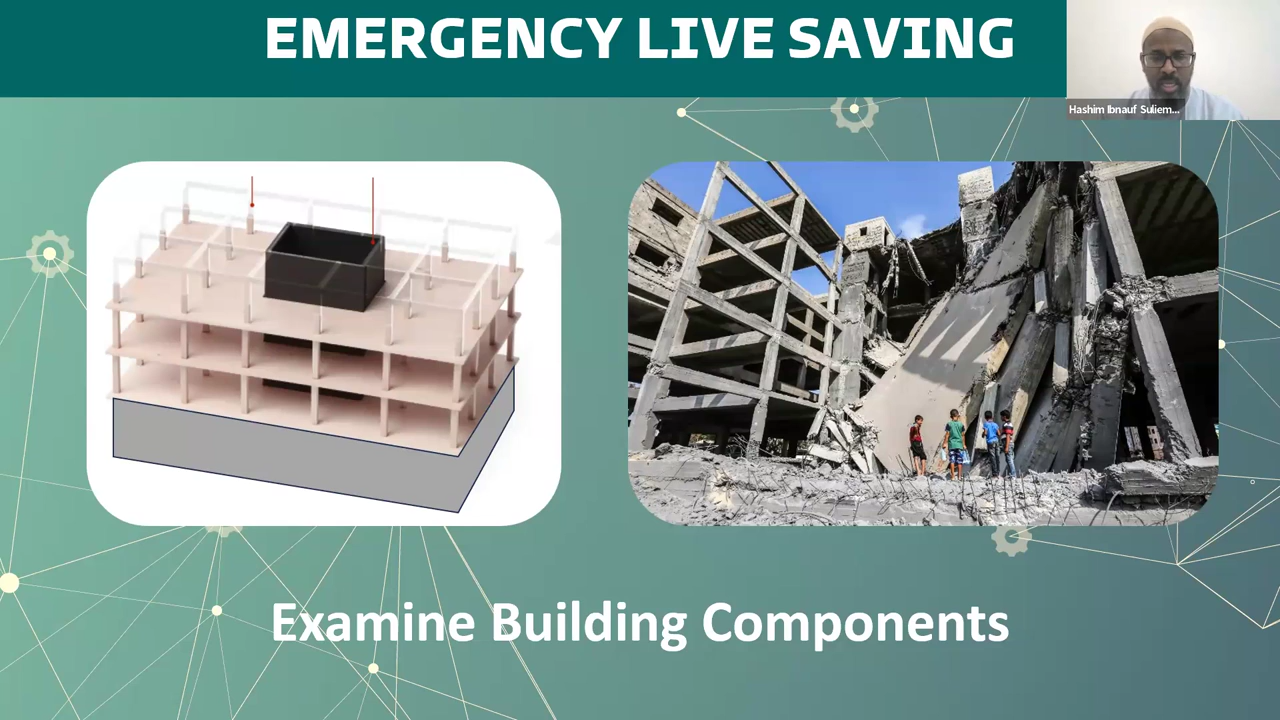 EMERGENCY LIVE SAVING
Hashim Ibnauf Suliem...
Examine Building Components